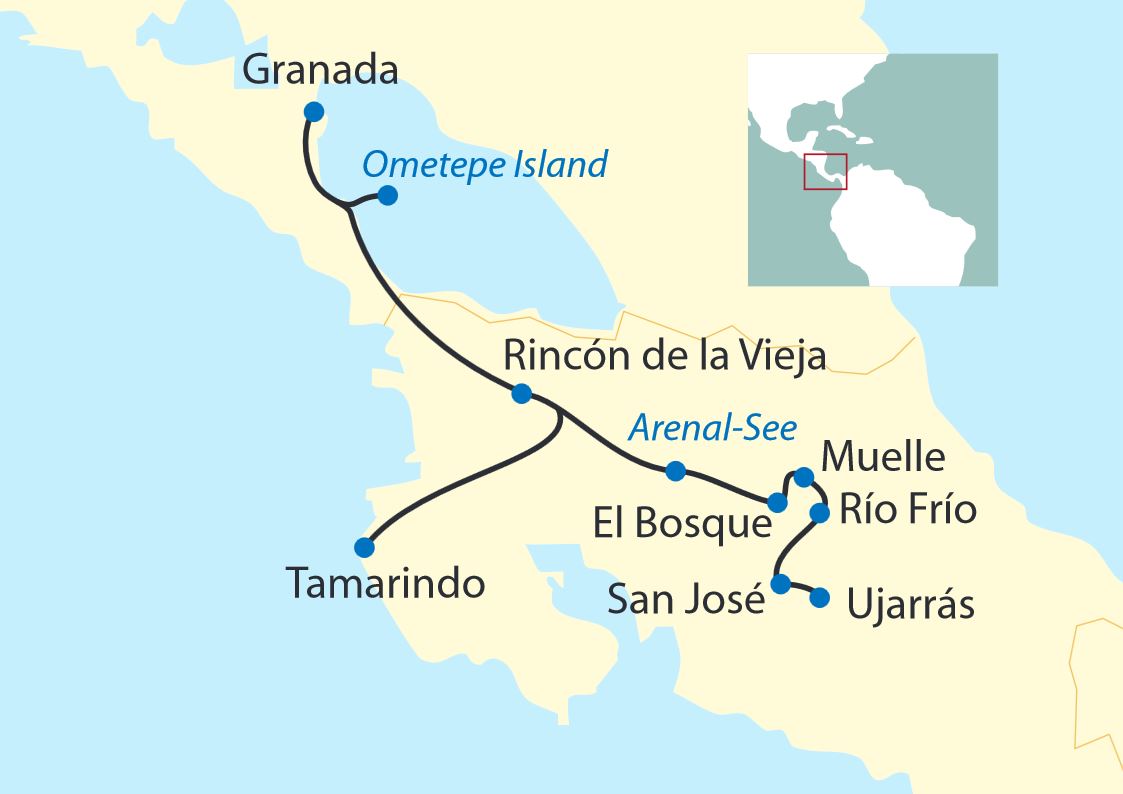 Granada
Ometepe Island
Rincón de la Vieja
Arenal-See
Muelle
Río Frío
El Bosque
Tamarindo
San José
Ujarrás